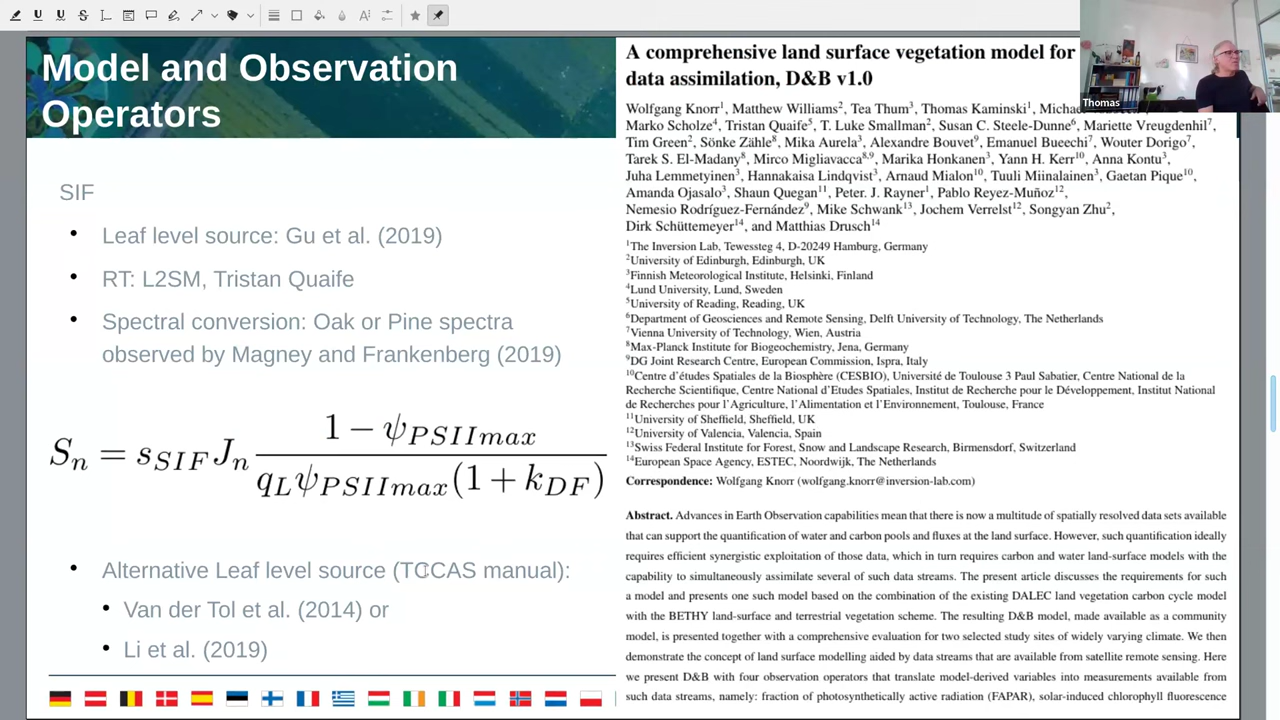 Model and Observation
Operators
SIF
• Leaf level source: Gu et al. (2019)
• RT: L2SM, Tristan Quaife
• Spectral conversion: Oak or Pine spectra
observed by Magney and Frankenberg (2019)
S_n = s_{SIF} J_n \frac{1 - \psi_{PSIImax}}{q_L \psi_{PSIImax}(1 + k_{DF})}
• Alternative Leaf level source (TCCAS manual):
• Van der Tol et al. (2014) or
• Li et al. (2019)
A comprehensive land surface vegetation model for
data assimilation, D&B v1.0
Wolfgang Knorr1, Matthew Williams2, Tea Thum3, Thomas Kaminski1,
Marko Scholze4, Tristan Quaife5, T. Luke Smallman2, Susan C. Steele-Dunne6, Mariette Vreugdenhil7,
Tim Green2, Sönke Zähle8, Mika Aurela3, Alexandre Bouvet9, Emanuel Bueechi7, Wouter Dorigo7,
Tarek S. El-Madany8, Mirco Migliavacca8,9, Marika Honkanen3, Yann H. Kerr10, Anna Kontu3,
Juha Lemmetyinen3, Hannakaisa Lindqvist3, Arnaud Mialon10, Tuuli Miinalainen3, Gaetan Pique10,
Amanda Ojasalo3, Shaun Quegan11, Peter. J. Rayner1, Pablo Reyez-Muñoz12,
Nemesio Rodríguez-Fernández9, Mike Schwank13, Jochem Verrelst12, Songyan Zhu2,
Dirk Schüttemeyer14, and Matthias Drusch14
1The Inversion Lab, Tewessteg 4, D-20249 Hamburg, Germany
2University of Edinburgh, Edinburgh, UK
3Finnish Meteorological Institute, Helsinki, Finland
4Lund University, Lund, Sweden
5University of Reading, Reading, UK
6Department of Geosciences and Remote Sensing, Delft University of Technology, The Netherlands
7Vienna University of Technology, Wien, Austria
8Max-Planck Institute for Biogeochemistry, Jena, Germany
9DG Joint Research Centre, European Commission, Ispra, Italy
10Centre d'études Spatiales de la Biosphère (CESBIO), Université de Toulouse 3 Paul Sabatier, Centre National de la
Recherche Scientifique, Centre National d'Etudes Spatiales, Institut de Recherche pour le Dévelopement, Institut National
de Recherches pour l'Agriculture, l'Alimentation et l'Environnement, Toulouse, France
11University of Sheffield, Sheffield, UK
12University of Valencia, Valencia, Spain
13Swiss Federal Institute for Forest, Snow and Landscape Research, Birmensdorf, Switzerland
14European Space Agency, ESTEC, Noordwijk, The Netherlands
Correspondence: Wolfgang Knorr (wolfgang.knorr@inversion-lab.com)
Abstract. Advances in Earth Observation capabilities mean that there is now a multitude of spatially resolved data sets available
that can support the quantification of water and carbon pools and fluxes at the land surface. However, such quantification ideally
requires efficient synergistic exploitation of those data, which in turn requires carbon and water land-surface models with the
capability to simultaneously assimilate several of such data streams. The present article discusses the requirements for such
a model and presents one such model based on the combination of the existing DALEC land vegetation carbon cycle model
with the BETHY land-surface and terrestrial vegetation scheme. The resulting D&B model, made available as a community
model, is presented together with a comprehensive evaluation for two selected study sites of widely varying climate. We then
demonstrate the concept of land surface modelling aided by data streams that are available from satellite remote sensing. Here
we present D&B with four observation operators that translate model-derived variables into measurements available from
such data streams, namely: fraction of photosynthetically active radiation (FAPAR), solar-induced chlorophyll fluorescence
Thomas